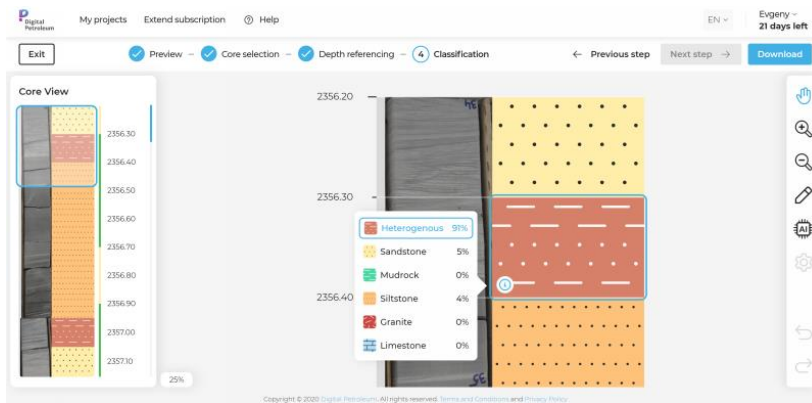 Digital Petroleum
My projects
Extend subscription
Help
EN
Evgeny
21 days left
Exit
Preview – Core selection – Depth referencing – 4 Classification
← Previous step
Next step →
Download
Core View
2356.30
2356.40
2356.50
2356.60
2356.70
2356.80
2356.90
2357.00
2357.10
25%
2356.20
2356.30
2356.40
34
35
Heterogenous 91%
Sandstone 5%
Mudrock 0%
Siltstone 4%
Granite 0%
Limestone 0%
AI
Copyright © 2020 Digital Petroleum. All rights reserved. Terms and Conditions and Privacy Policy